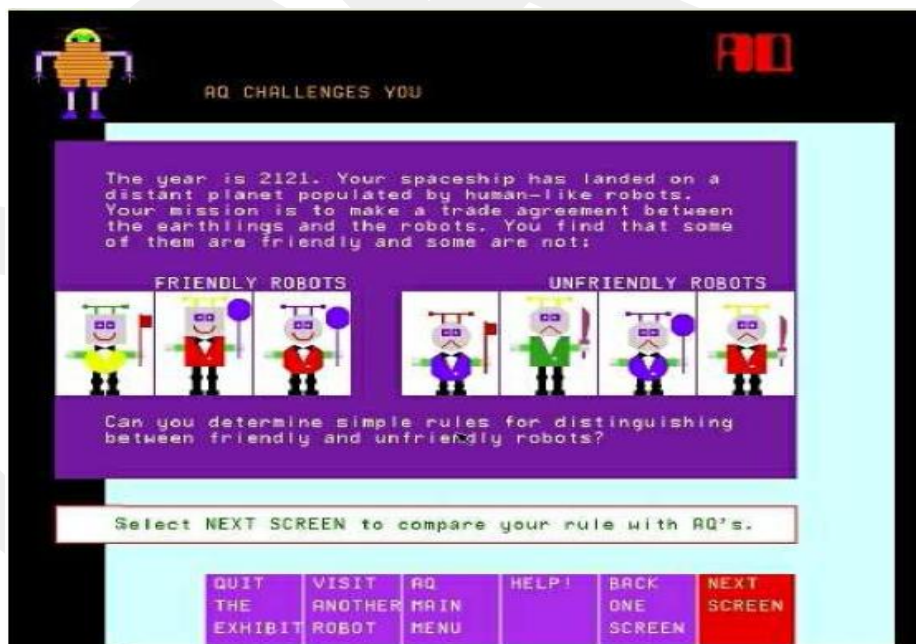 AQ
AQ CHALLENGES YOU
The year is 2121. Your spaceship has landed on a
distant planet populated by human-like robots.
Your mission is to make a trade agreement between
the earthlings and the robots. You find that some
of them are friendly and some are not:
FRIENDLY ROBOTS
UNFRIENDLY ROBOTS
Can you determine simple rules for distinguishing
between friendly and unfriendly robots?
Select NEXT SCREEN to compare your rule with AQ's.
QUIT
THE
EXHIBIT
VISIT
ANOTHER
ROBOT
AQ
MAIN
MENU
HELP!
BACK
ONE
SCREEN
NEXT
SCREEN